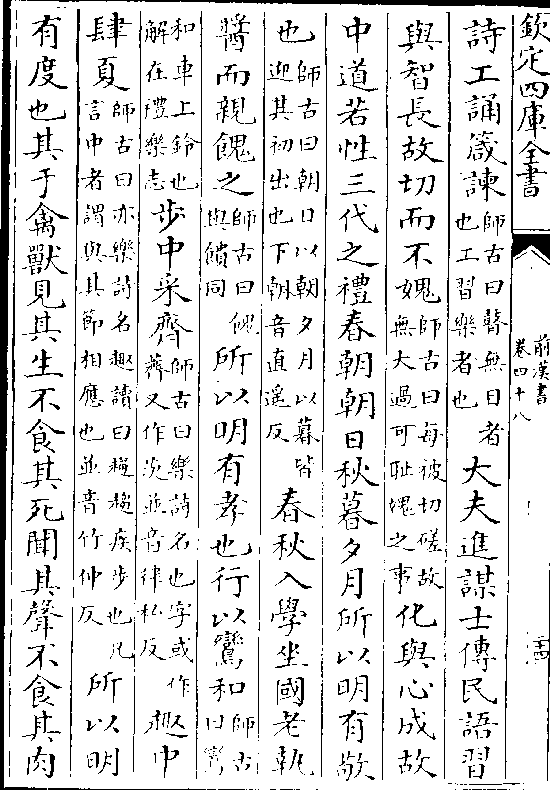 欽定四庫全書
前漢書
卷四十八
詩工誦箴諫師古曰瞽無目者也工習樂者也大夫進謀士傳民語習
與智長故切而不媿師古曰每被切磋故無大過可恥媿之事化與心成故
中道若性三代之禮春朝朝日秋暮夕月所以明有敬
也師古曰朝日以朝夕月以暮皆迎其初出也下朝音直遥反春秋入學坐國老執
醬而親餽之師古曰餽與饋同所以明有孝也行以鸞和師古曰鸞
和車上鈴也解在禮樂志步中采齊師古曰樂詩名也字或作薺又作茨並音律私反趣中
肆夏師古曰亦樂詩名趣讀曰趨趨疾步也凡言中者謂與其節相應也並音竹仲反所以明
有度也其于禽獸見其生不食其死聞其聲不食其肉